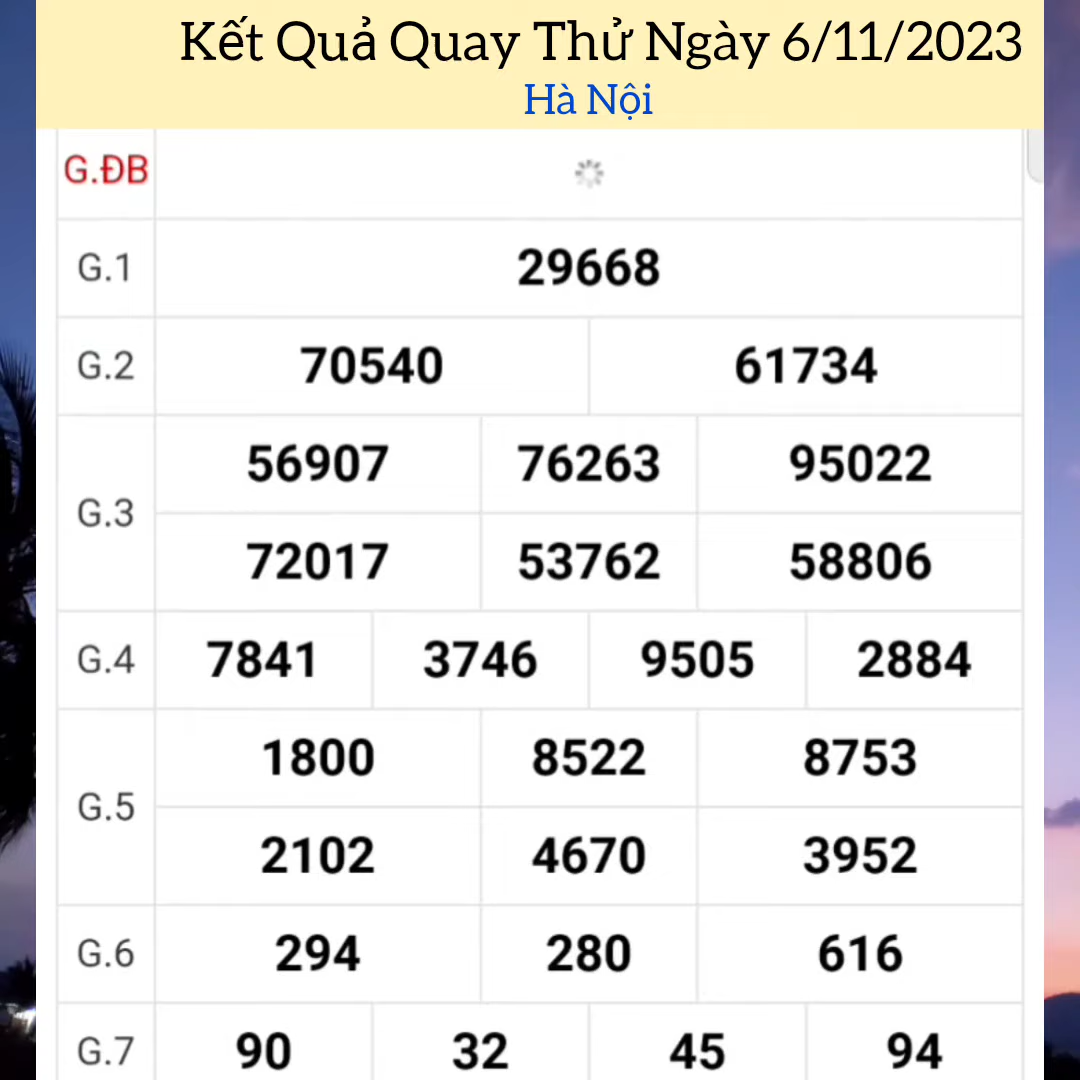 Kết Quả Quay Thử Ngày 6/11/2023
Hà Nội
G.ĐB
G.1
29668
G.2
70540 61734
G.3
56907 76263 95022
72017 53762 58806
G.4
7841 3746 9505 2884
G.5
1800 8522 8753
2102 4670 3952
G.6
294 280 616
G.7
90 32 45 94